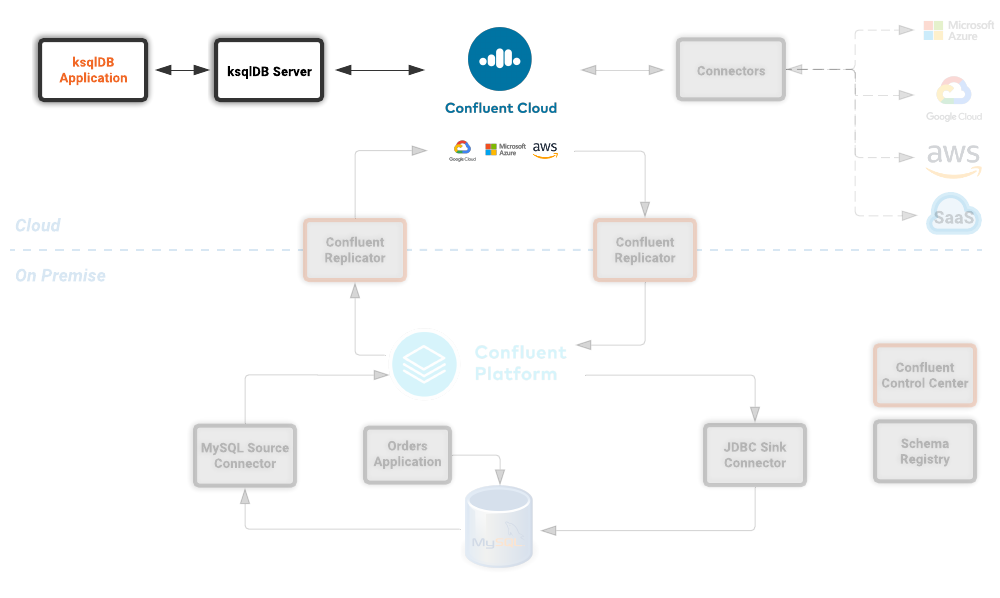 Microsoft
Azure
ksqlDB
Application
ksqlDB Server
Connectors
Confluent Cloud
Google Cloud
Google Cloud
Microsoft
Azure
aws
aws
Cloud
SaaS
Confluent
Replicator
Confluent
Replicator
On Premise
Confluent
Platform
Confluent
Control Center
MySQL Source
Connector
Orders
Application
JDBC Sink
Connector
Schema
Registry
MySQL